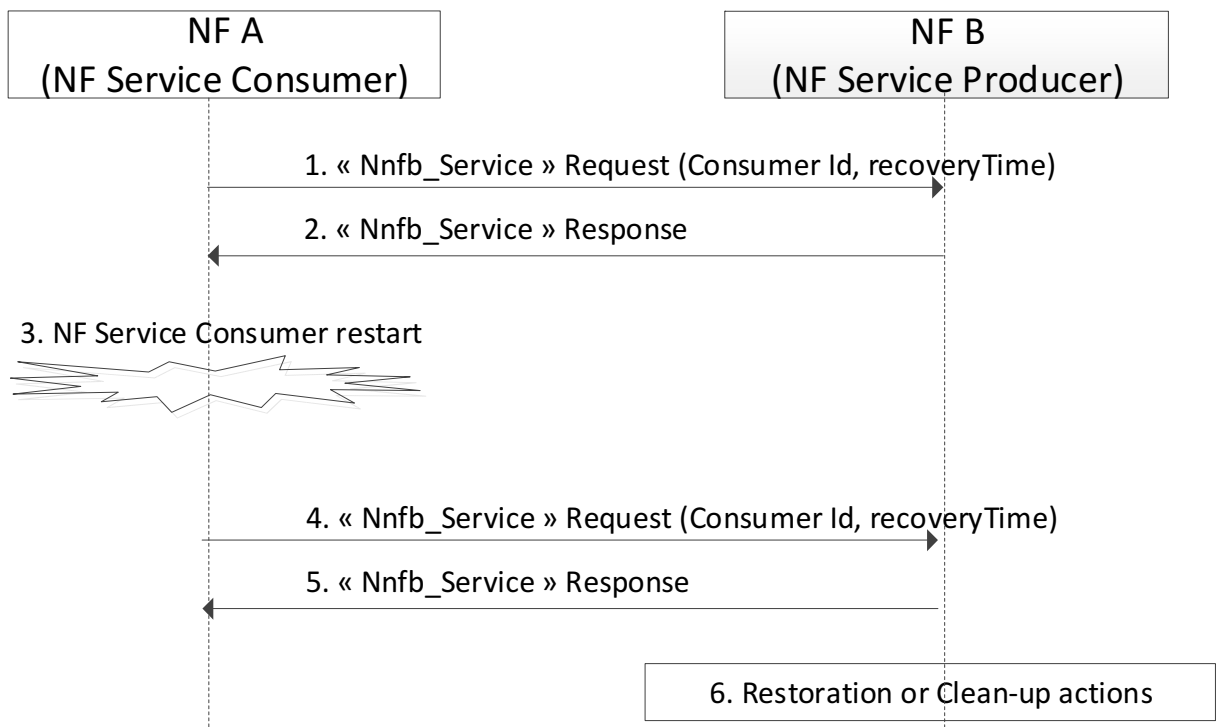 NF A
(NF Service Consumer)
NF B
(NF Service Producer)
1. « Nnfb_Service » Request (Consumer Id, recoveryTime)
2. « Nnfb_Service » Response
3. NF Service Consumer restart
4. « Nnfb_Service » Request (Consumer Id, recoveryTime)
5. « Nnfb_Service » Response
6. Restoration or Clean-up actions